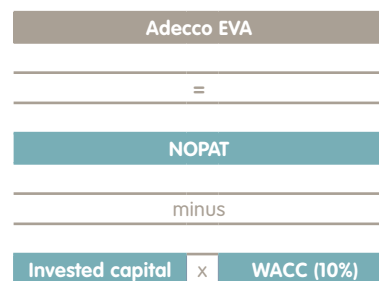 Adecco EVA
=
NOPAT
minus
Invested capital x WACC (10%)